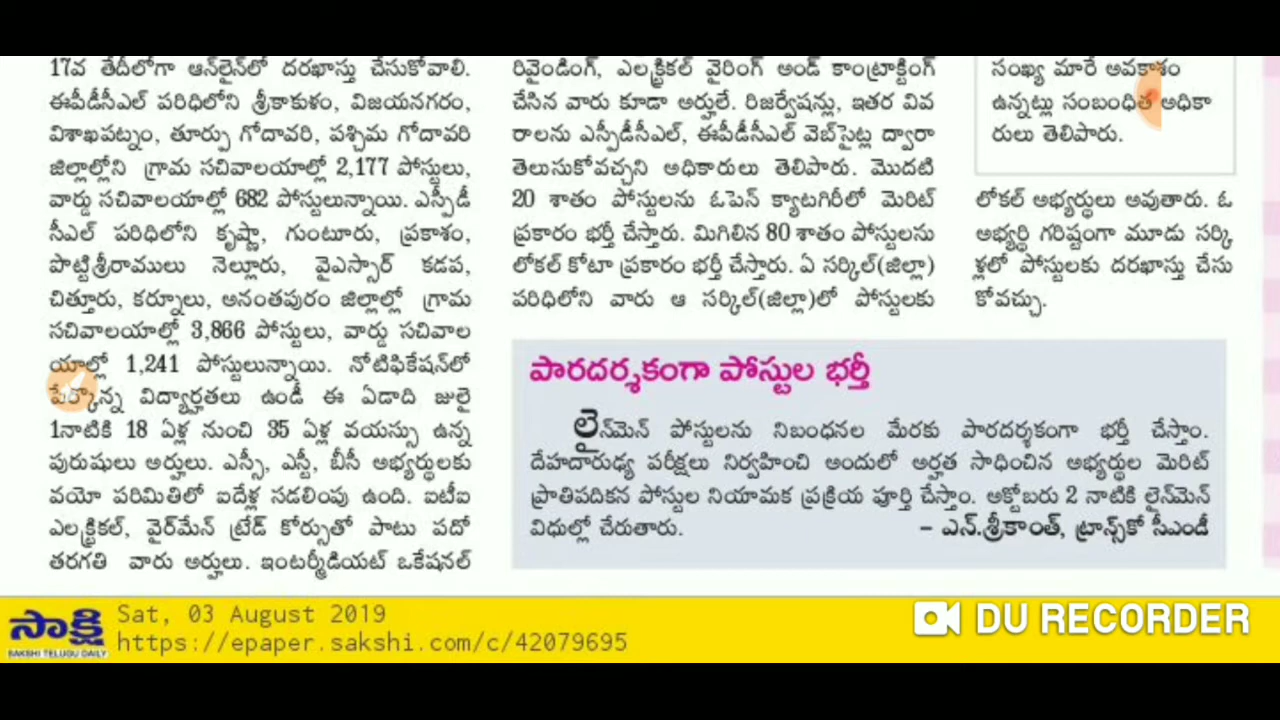 17వ తేదీలోగా ఆన్‌లైన్‌లో దరఖాస్తు చేసుకోవాలి.
ఈపీడీసీఎల్ పరిధిలోని శ్రీకాకుళం, విజయనగరం,
విశాఖపట్నం, తూర్పు గోదావరి, పశ్చిమ గోదావరి
జిల్లాల్లోని గ్రామ సచివాలయాల్లో 2,177 పోస్టులు,
వార్డు సచివాలయాల్లో 682 పోస్టులున్నాయి. ఎస్పీడీ
సీఎల్ పరిధిలోని కృష్ణా, గుంటూరు, ప్రకాశం,
పొట్టిశ్రీరాములు నెల్లూరు, వైఎస్సార్ కడప,
చిత్తూరు, కర్నూలు, అనంతపురం జిల్లాల్లో గ్రామ
సచివాలయాల్లో 3,866 పోస్టులు, వార్డు సచివాల
యాల్లో 1,241 పోస్టులున్నాయి. నోటిఫికేషన్‌లో
పేర్కొన్న విద్యార్హతలు ఉండీ ఈ ఏడాది జులై
1నాటికి 18 ఏళ్ల నుంచి 35 ఏళ్ల వయస్సు ఉన్న
పురుషులు అర్హులు. ఎస్సీ, ఎస్టీ, బీసీ అభ్యర్థులకు
వయో పరిమితిలో ఐదేళ్ల సడలింపు ఉంది. ఐటీఐ
ఎలక్ట్రికల్, వైర్‌మేన్ ట్రేడ్ కోర్సుతో పాటు పదో
తరగతి వారు అర్హులు. ఇంటర్మీడియట్ ఒకేషనల్
రివైండింగ్, ఎలక్ట్రికల్ వైరింగ్ అండ్ కాంట్రాక్టింగ్
చేసిన వారు కూడా అర్హులే. రిజర్వేషన్లు, ఇతర వివ
రాలను ఎస్పీడీసీఎల్, ఈపీడీసీఎల్ వెబ్‌సైట్ల ద్వారా
తెలుసుకోవచ్చని అధికారులు తెలిపారు. మొదటి
20 శాతం పోస్టులను ఓపెన్ క్యాటగిరీలో మెరిట్
ప్రకారం భర్తీ చేస్తారు. మిగిలిన 80 శాతం పోస్టులను
లోకల్ కోటా ప్రకారం భర్తీ చేస్తారు. ఏ సర్కిల్(జిల్లా)
పరిధిలోని వారు ఆ సర్కిల్(జిల్లా)లో పోస్టులకు
సంఖ్య మారే అవకాశం
ఉన్నట్లు సంబంధిత అధికా
రులు తెలిపారు.
లోకల్ అభ్యర్థులు అవుతారు. ఓ
అభ్యర్థి గరిష్టంగా మూడు సర్కి
ళ్లలో పోస్టులకు దరఖాస్తు చేసు
కోవచ్చు.
పారదర్శకంగా పోస్టుల భర్తీ
లైన్‌మెన్ పోస్టులను నిబంధనల మేరకు పారదర్శకంగా భర్తీ చేస్తాం.
దేహదారుఢ్య పరీక్షలు నిర్వహించి అందులో అర్హత సాధించిన అభ్యర్థుల మెరిట్
ప్రాతిపదికన పోస్టుల నియామక ప్రక్రియ పూర్తి చేస్తాం. అక్టోబరు 2 నాటికి లైన్‌మెన్
విధుల్లో చేరుతారు. – ఎన్.శ్రీకాంత్, ట్రాన్స్‌కో సీఎండీ
సాక్షి
SAKSHI TELUGU DAILY
Sat, 03 August 2019
https://epaper.sakshi.com/c/42079695
DU RECORDER